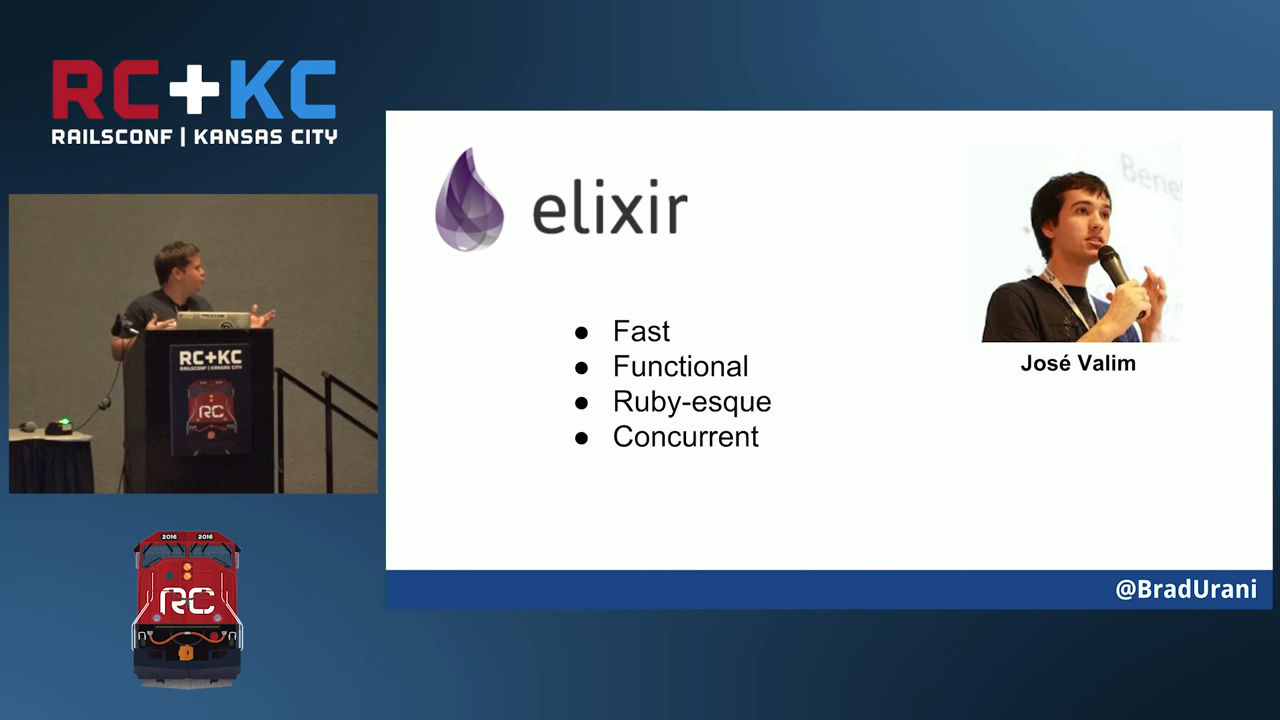 RC+KC
RAILSCONF | KANSAS CITY
elixir
Bene
● Fast
● Functional
● Ruby-esque
● Concurrent
José Valim
@BradUrani
RC+KC
RAILSCONF | KANSAS CITY
RC
2016 2016
RC